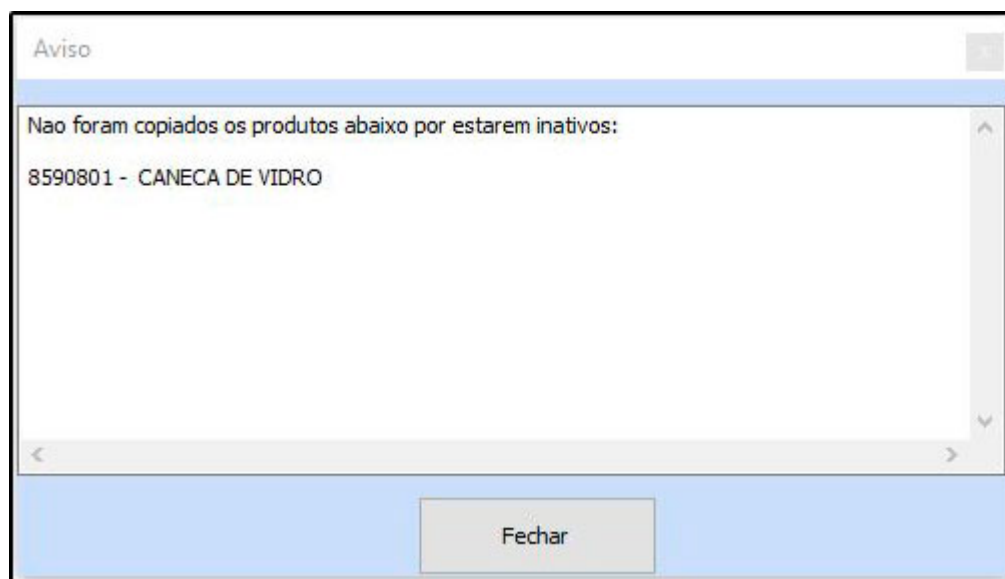 Aviso
Nao foram copiados os produtos abaixo por estarem inativos:
8590801 - CANECA DE VIDRO
Fechar